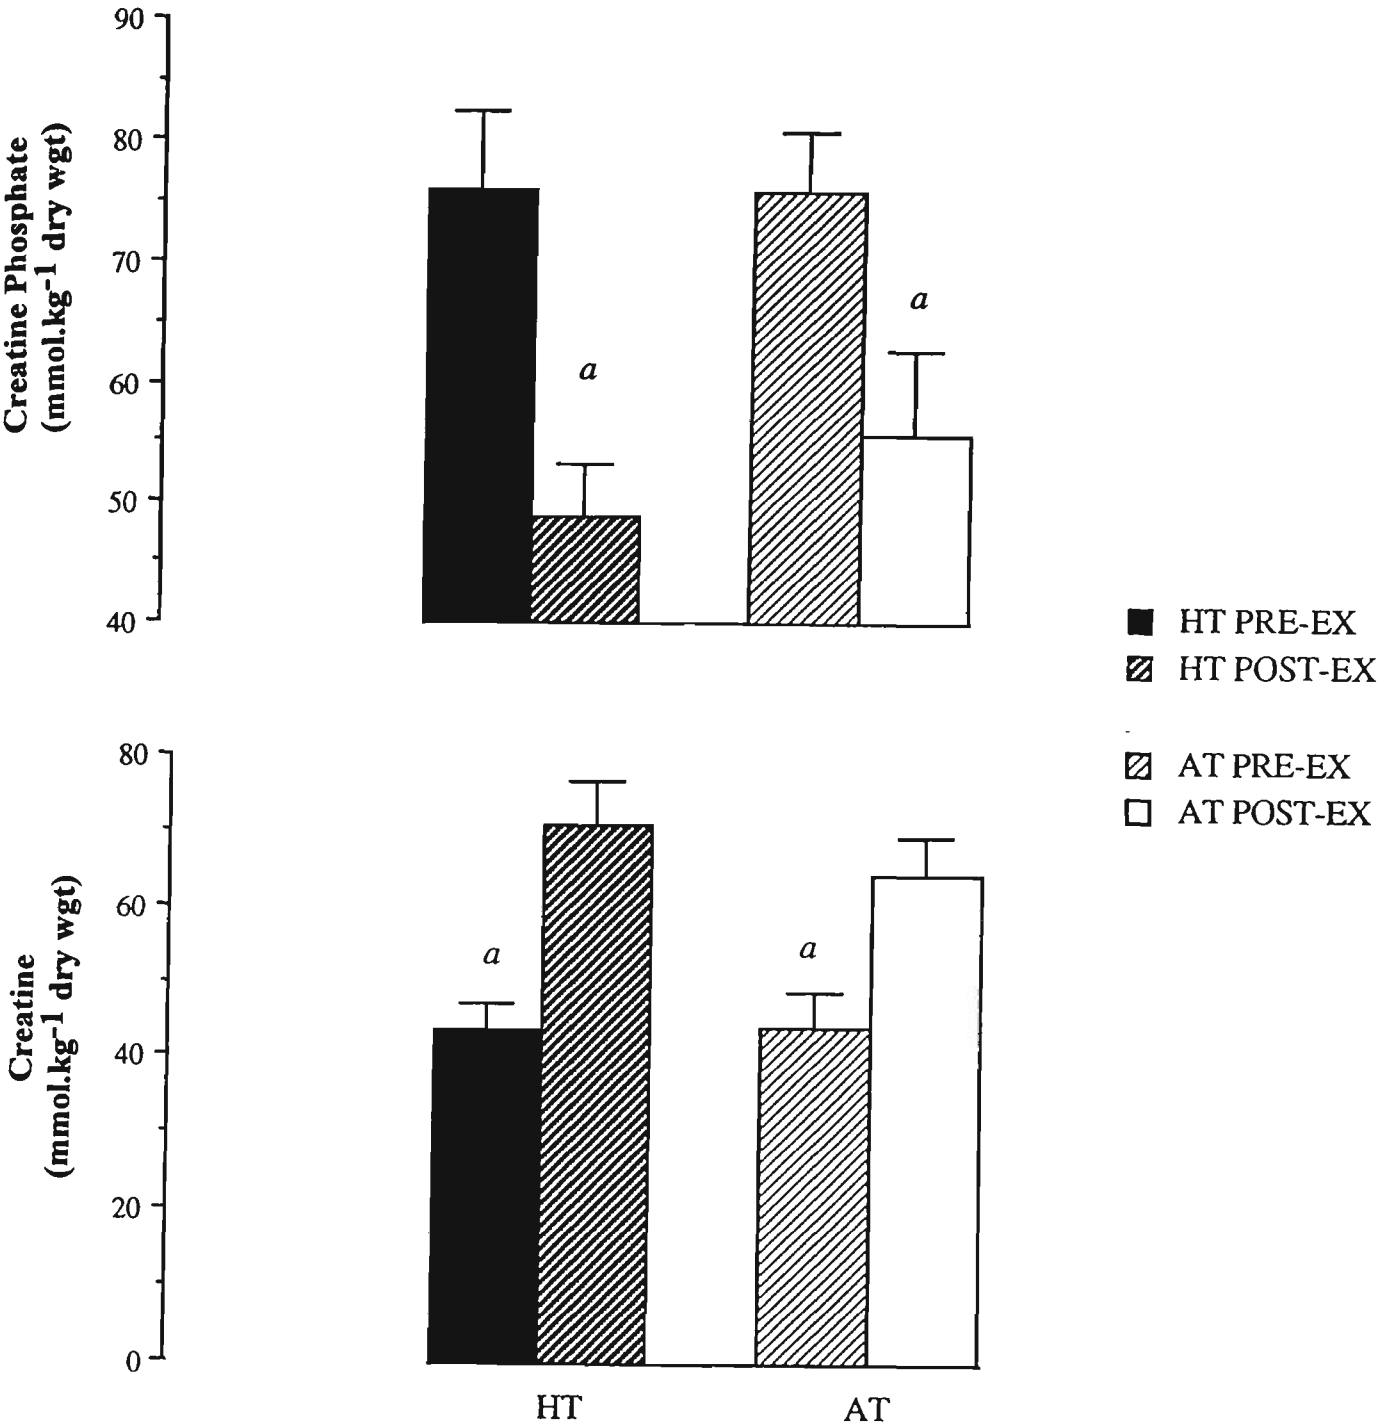 90
80
70
60
50
40
Creatine Phosphate
(mmol.kg⁻¹ dry wgt)
a
a
HT PRE-EX
HT POST-EX
AT PRE-EX
AT POST-EX
80
60
40
20
0
Creatine
(mmol.kg⁻¹ dry wgt)
a
a
HT
AT